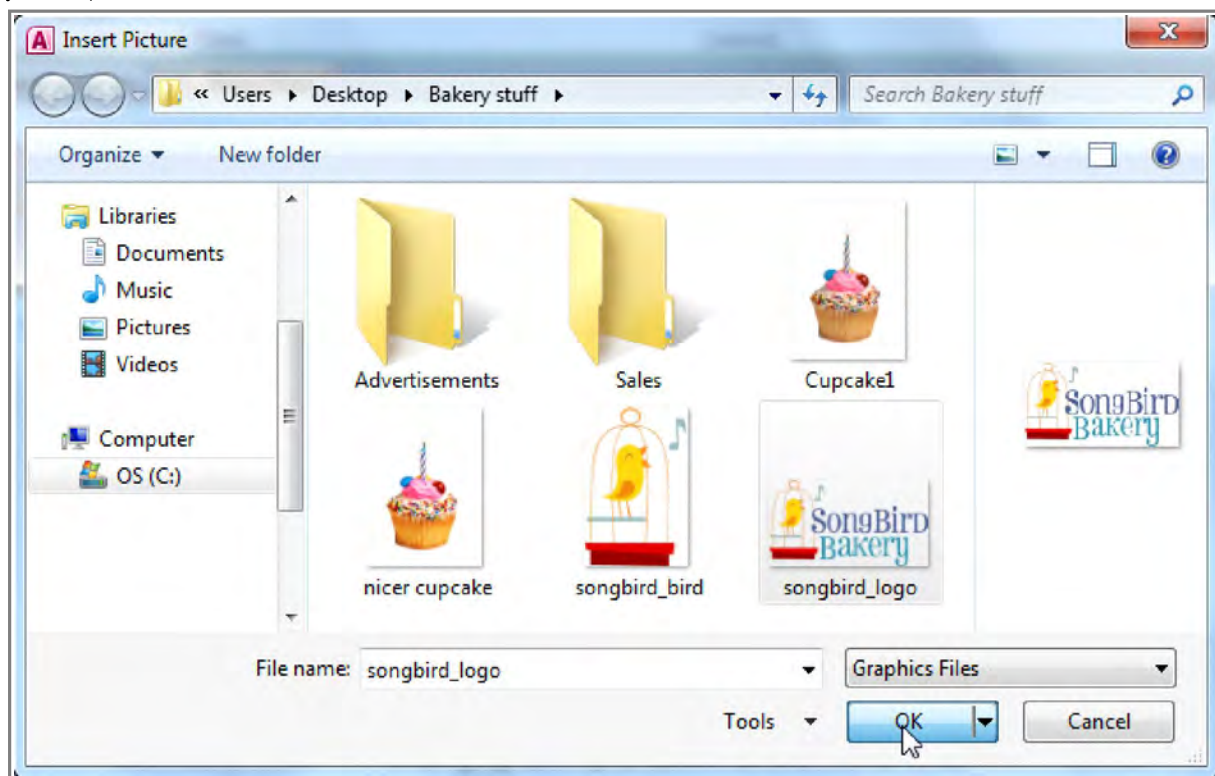 A Insert Picture
« Users Desktop Bakery stuff
Search Bakery stuff
Organize New folder
Libraries
Documents
Music
Pictures
Videos
Computer
OS (C:)
Advertisements
Sales
Cupcake1
nicer cupcake
songbird_bird
SongBird
Bakery
songbird_logo
SongBird
Bakery
File name: songbird_logo
Graphics Files
Tools
OK
Cancel